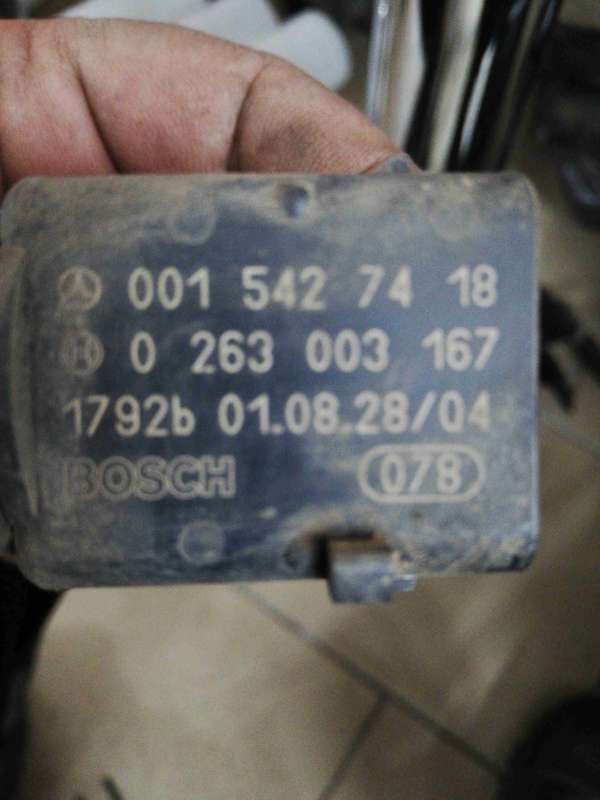 001 542 74 18
0 263 003 167
1792b 01.08.28/04
BOSCH 078